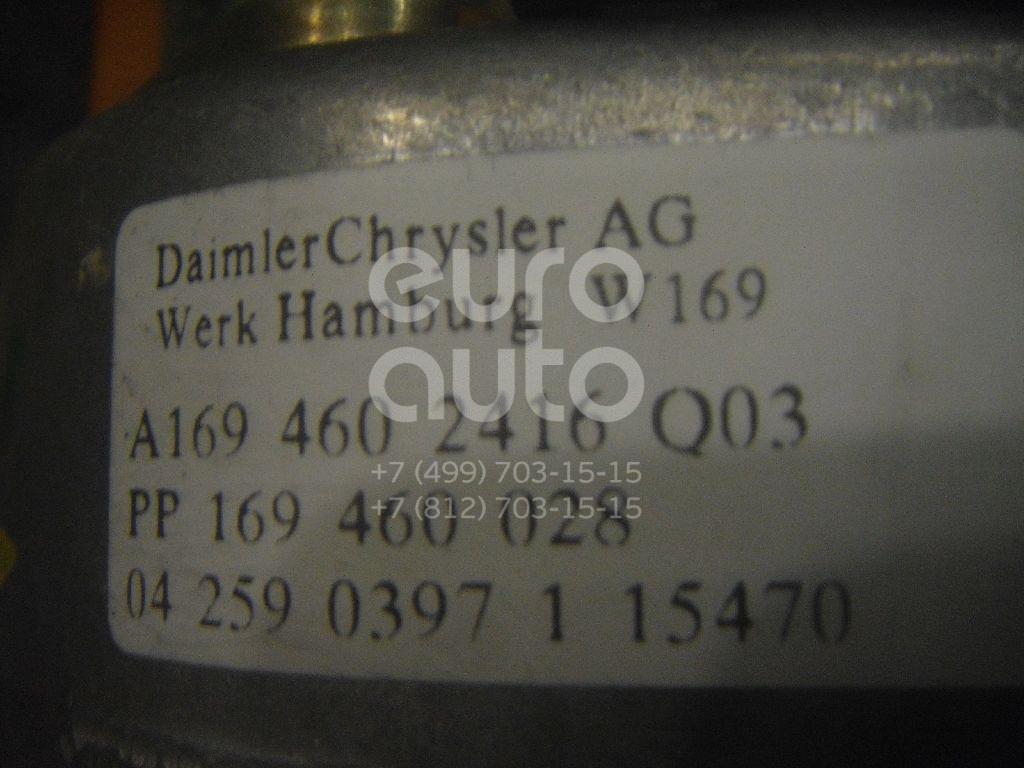 DaimlerChrysler AG
Werk Hamburg W169
euro
auto
A169 460 2416 Q03
+7 (499) 703-15-15
+7 (812) 703-15-15
PP 169 460 028
04 259 0397 1 15470